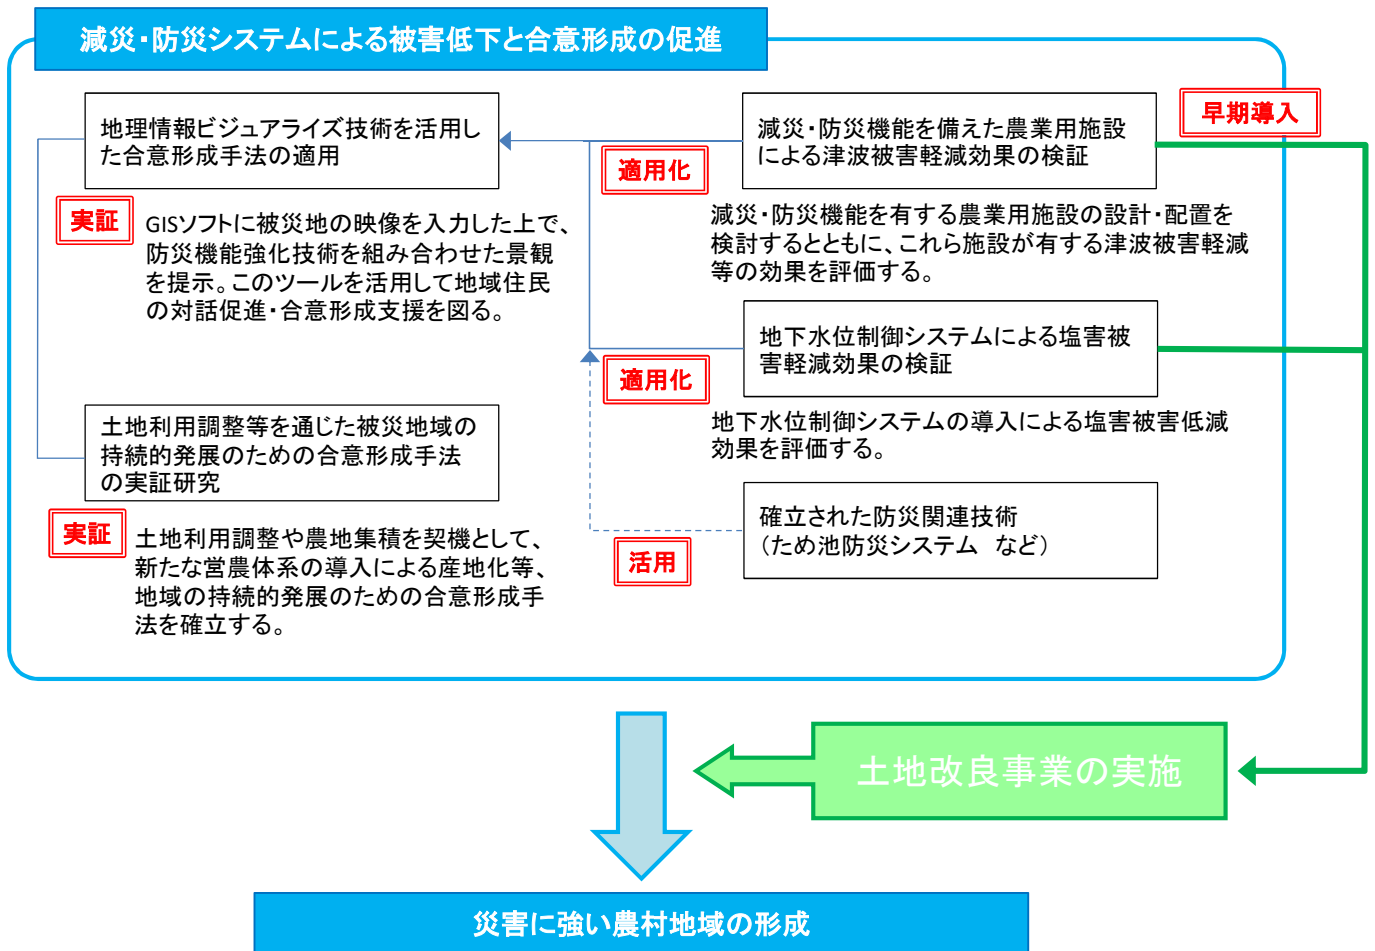 減災・防災システムによる被害低下と合意形成の促進
地理情報ビジュアライズ技術を活用し
た合意形成手法の適用
実証
GISソフトに被災地の映像を入力した上で、
防災機能強化技術を組み合わせた景観
を提示。このツールを活用して地域住民
の対話促進・合意形成支援を図る。
土地利用調整等を通じた被災地域の
持続的発展のための合意形成手法
の実証研究
実証
土地利用調整や農地集積を契機として、
新たな営農体系の導入による産地化等、
地域の持続的発展のための合意形成手
法を確立する。
早期導入
減災・防災機能を備えた農業用施設
による津波被害軽減効果の検証
適用化
減災・防災機能を有する農業用施設の設計・配置を
検討するとともに、これら施設が有する津波被害軽減
等の効果を評価する。
地下水位制御システムによる塩害被
害軽減効果の検証
適用化
地下水位制御システムの導入による塩害被害低減
効果を評価する。
確立された防災関連技術
（ため池防災システム　など）
活用
土地改良事業の実施
災害に強い農村地域の形成